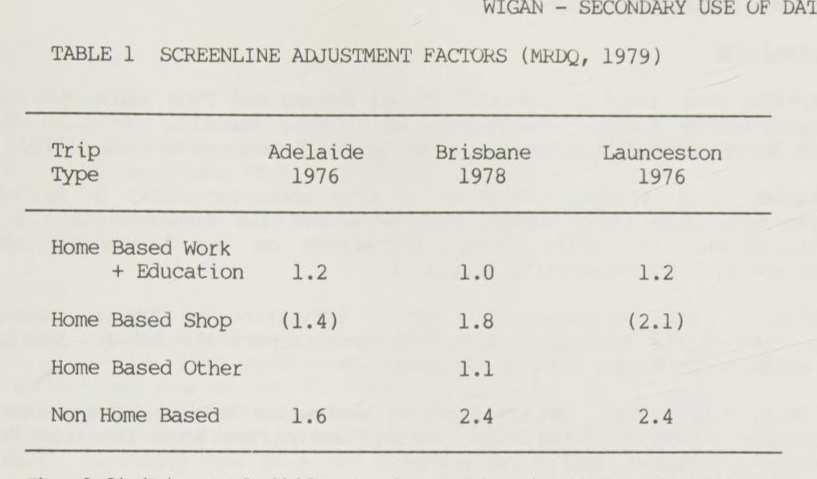 WIGAN - SECONDARY USE OF DAT
TABLE 1 SCREENLINE ADJUSTMENT FACTORS (MRDQ, 1979)
Trip Adelaide Brisbane Launceston
Type 1976 1978 1976
Home Based Work
+ Education 1.2 1.0 1.2
Home Based Shop (1.4) 1.8 (2.1)
Home Based Other 1.1
Non Home Based 1.6 2.4 2.4